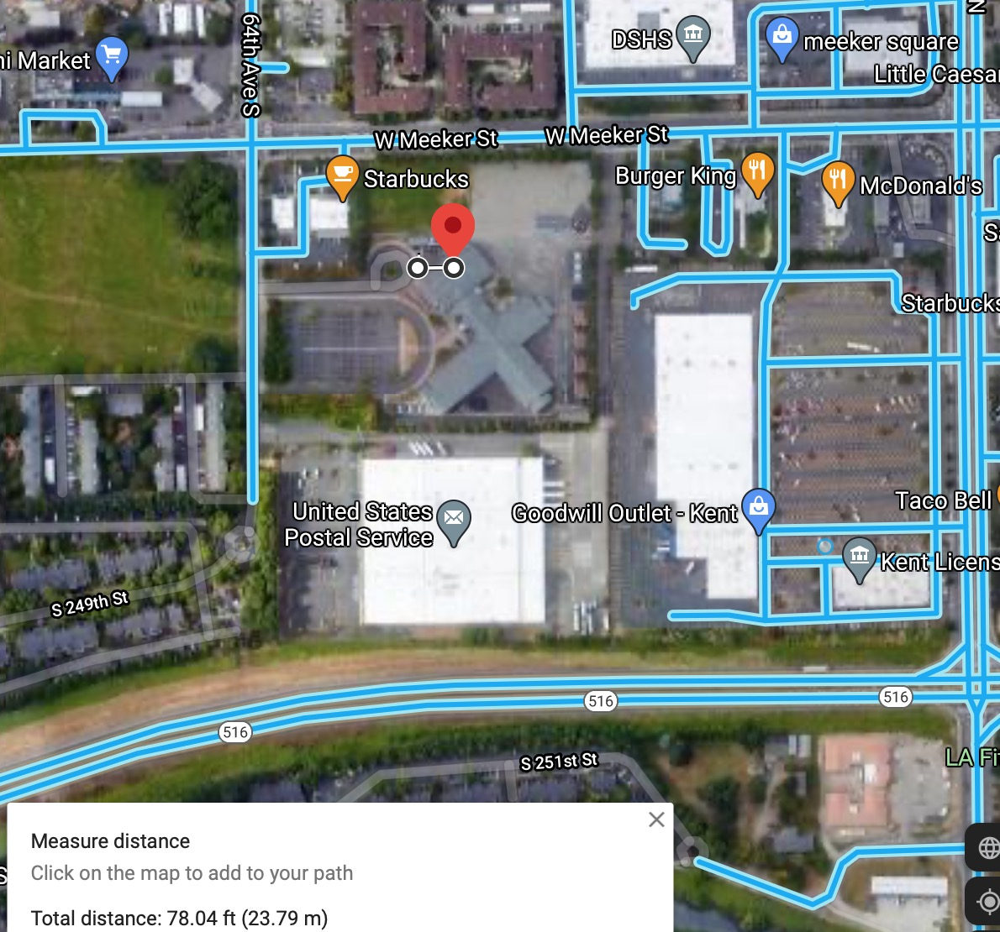 64th Ave S
N
DSHS
meeker square
ni Market
Little Caesar
W Meeker St
W Meeker St
Starbucks
Burger King
McDonald's
S
Starbucks
Taco Bell
United States
Postal Service
Goodwill Outlet - Kent
Kent Licens
S 249th St
516
516
516
S 251st St
LA Fit
Measure distance
Click on the map to add to your path
S
Total distance: 78.04 ft (23.79 m)